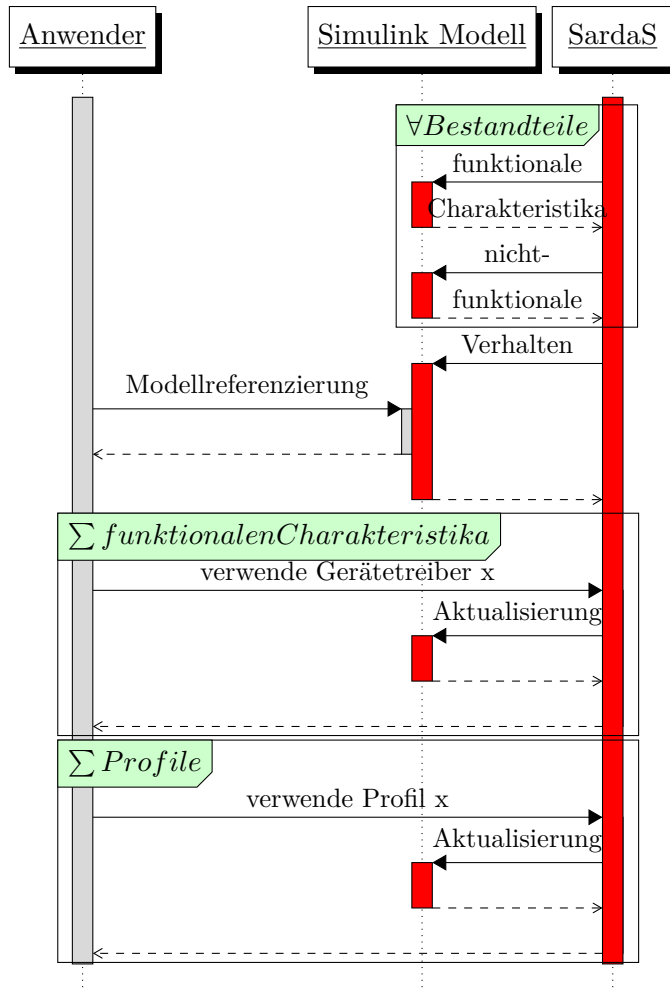 Anwender
Simulink Modell
SardaS
∀Bestandteile
funktionale
Charakteristika
nicht-
funktionale
Verhalten
Modellreferenzierung
∑ funktionalenCharakteristika
verwende Gerätetreiber x
Aktualisierung
∑ Profile
verwende Profil x
Aktualisierung